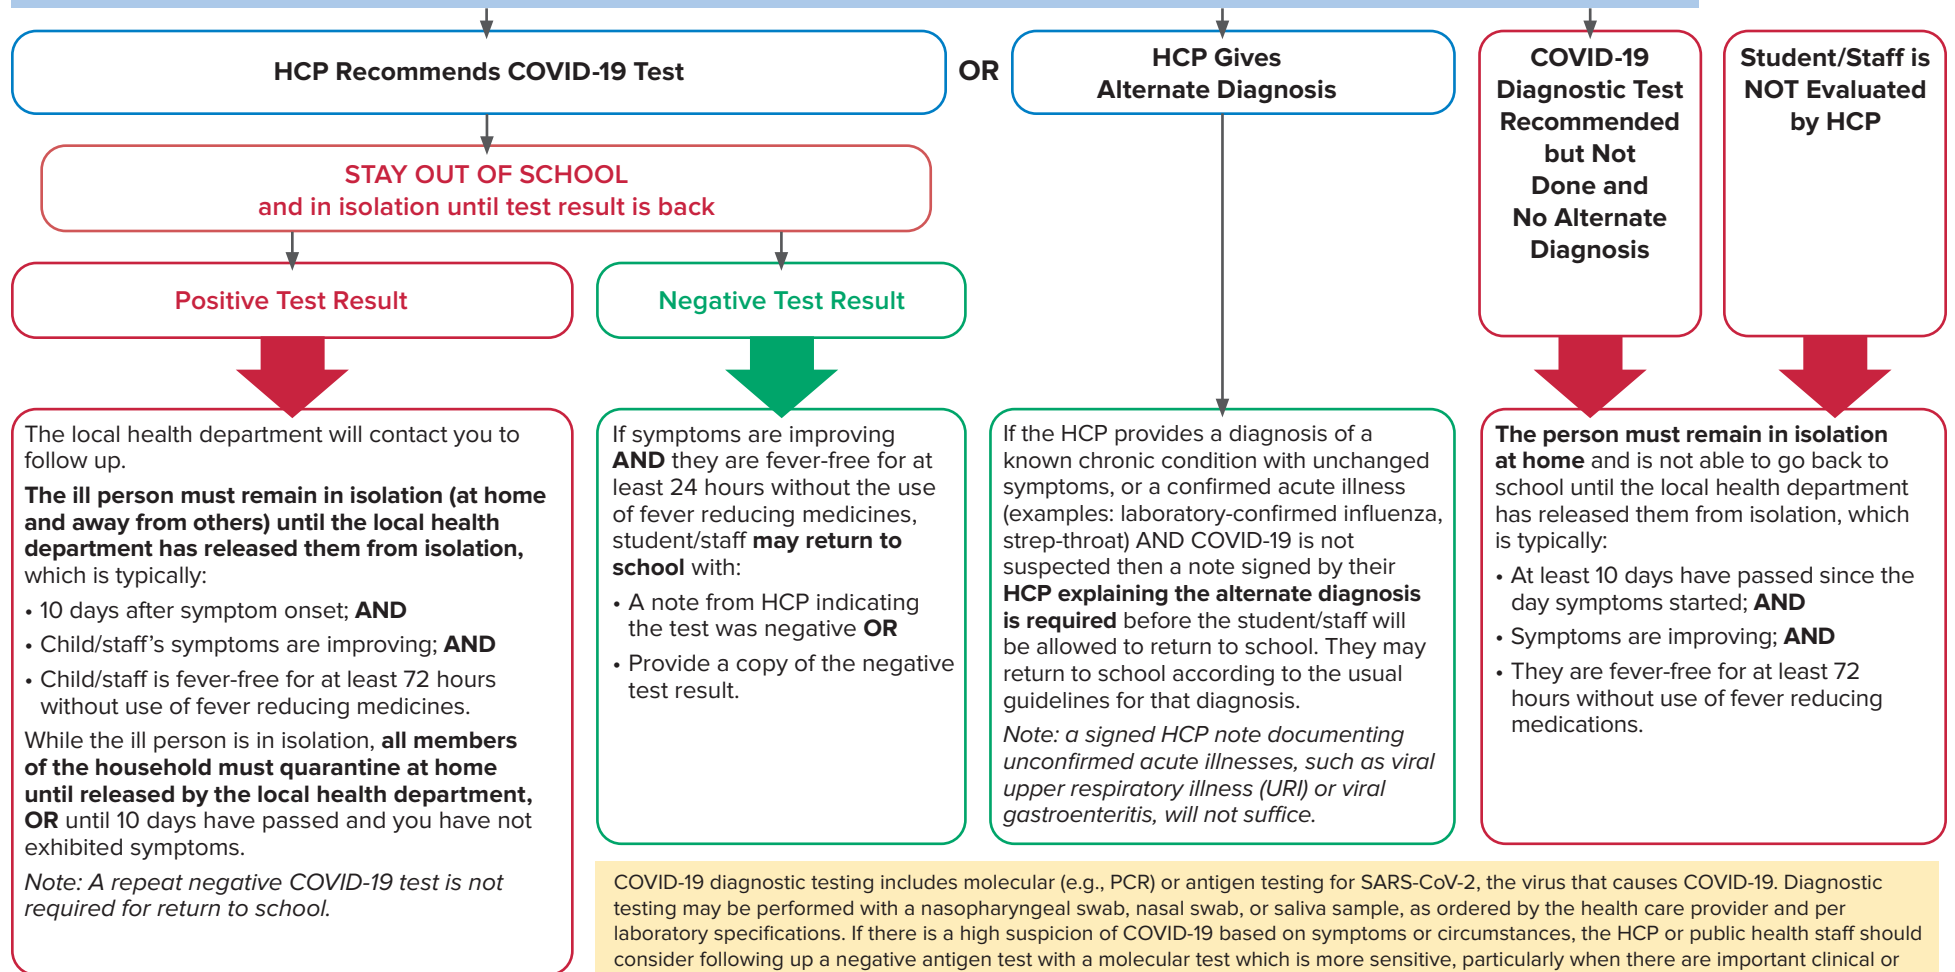 HCP Recommends COVID-19 Test
OR
HCP Gives
Alternate Diagnosis
COVID-19
Diagnostic Test
Recommended
but Not
Done and
No Alternate
Diagnosis
Student/Staff is
NOT Evaluated
by HCP
STAY OUT OF SCHOOL
and in isolation until test result is back
Positive Test Result
Negative Test Result
The local health department will contact you to
follow up.
The ill person must remain in isolation (at home
and away from others) until the local health
department has released them from isolation,
which is typically:
• 10 days after symptom onset; AND
• Child/staff’s symptoms are improving; AND
• Child/staff is fever-free for at least 72 hours
without use of fever reducing medicines.
While the ill person is in isolation, all members
of the household must quarantine at home
until released by the local health department,
OR until 10 days have passed and you have not
exhibited symptoms.
Note: A repeat negative COVID-19 test is not
required for return to school.
If symptoms are improving
AND they are fever-free for at
least 24 hours without the use
of fever reducing medicines,
student/staff may return to
school with:
• A note from HCP indicating
the test was negative OR
• Provide a copy of the negative
test result.
If the HCP provides a diagnosis of a
known chronic condition with unchanged
symptoms, or a confirmed acute illness
(examples: laboratory-confirmed influenza,
strep-throat) AND COVID-19 is not
suspected then a note signed by their
HCP explaining the alternate diagnosis
is required before the student/staff will
be allowed to return to school. They may
return to school according to the usual
guidelines for that diagnosis.
Note: a signed HCP note documenting
unconfirmed acute illnesses, such as viral
upper respiratory illness (URI) or viral
gastroenteritis, will not suffice.
The person must remain in isolation
at home and is not able to go back to
school until the local health department
has released them from isolation, which
is typically:
• At least 10 days have passed since the
day symptoms started; AND
• Symptoms are improving; AND
• They are fever-free for at least 72
hours without use of fever reducing
medications.
COVID-19 diagnostic testing includes molecular (e.g., PCR) or antigen testing for SARS-CoV-2, the virus that causes COVID-19. Diagnostic
testing may be performed with a nasopharyngeal swab, nasal swab, or saliva sample, as ordered by the health care provider and per
laboratory specifications. If there is a high suspicion of COVID-19 based on symptoms or circumstances, the HCP or public health staff should
consider following up a negative antigen test with a molecular test which is more sensitive, particularly when there are important clinical or